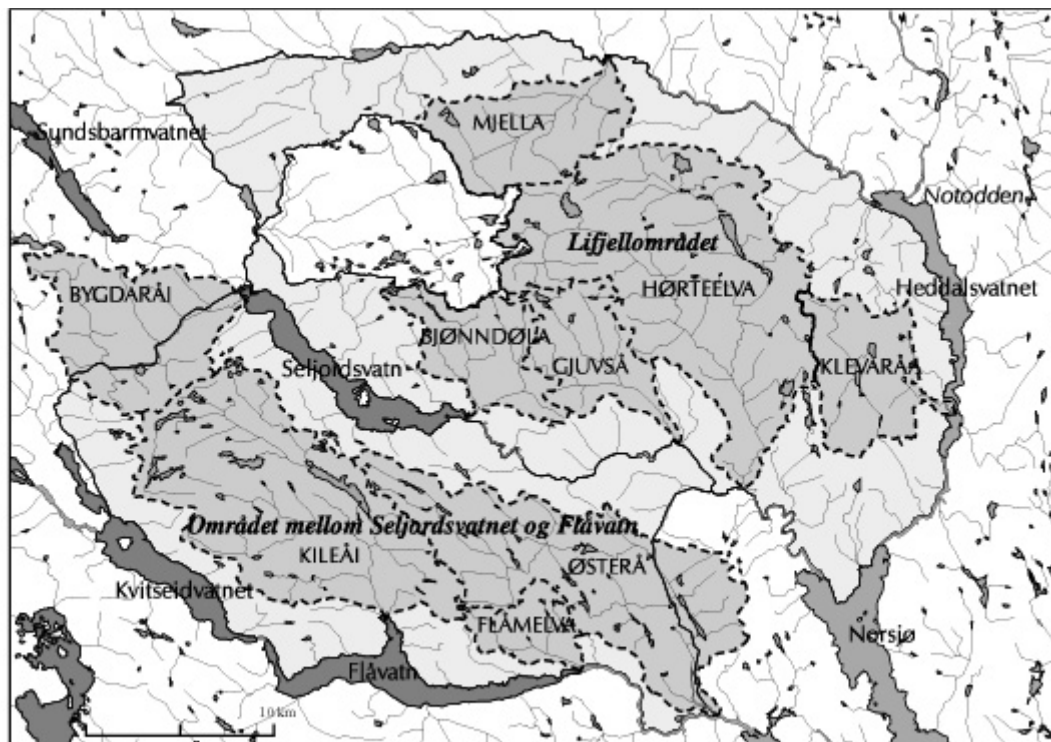 MJELLA
Sundsbarmvatnet
Notodden
Lifjellområdet
BYGDARÅI
HØRTEELVA
Heddalsvatnet
BJØNNDØLA
Seljordsvatn
GJUVSÅ
KLEVARÅA
Området mellom Seljordsvatnet og Flåvatn
KILEÅI
ØSTERÅ
Kvitseidvatnet
FLÅMELVA
Norsjø
Flåvatn
10 km